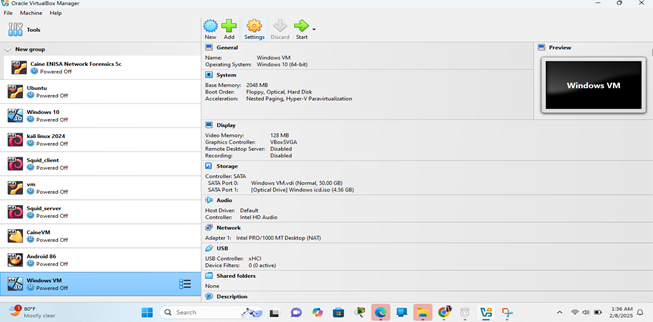 Oracle VirtualBox Manager
File Machine Help
Tools
New Add Settings Discard Start
New group
Caine ENISA Network Forensics 5c
Powered Off
Ubuntu
Powered Off
Windows 10
Powered Off
kali linux 2024
Powered Off
Squid_client
Powered Off
vm
Powered Off
Squid_server
Powered Off
CaineVM
Powered Off
Android 86
Powered Off
Windows VM
Powered Off
General
Name: Windows VM
Operating System: Windows 10 (64-bit)
System
Base Memory: 2048 MB
Boot Order: Floppy, Optical, Hard Disk
Acceleration: Nested Paging, Hyper-V Paravirtualization
Display
Video Memory: 128 MB
Graphics Controller: VBoxSVGA
Remote Desktop Server: Disabled
Recording: Disabled
Storage
Controller: SATA
SATA Port 0: Windows VM.vdi (Normal, 50.00 GB)
SATA Port 1: [Optical Drive] Windows icd.iso (4.56 GB)
Audio
Host Driver: Default
Controller: Intel HD Audio
Network
Adapter 1: Intel PRO/1000 MT Desktop (NAT)
USB
USB Controller: xHCI
Device Filters: 0 (0 active)
Shared folders
None
Description
Preview
Windows VM
80°F
Mostly clear
Search
1:36 AM
2/8/2025